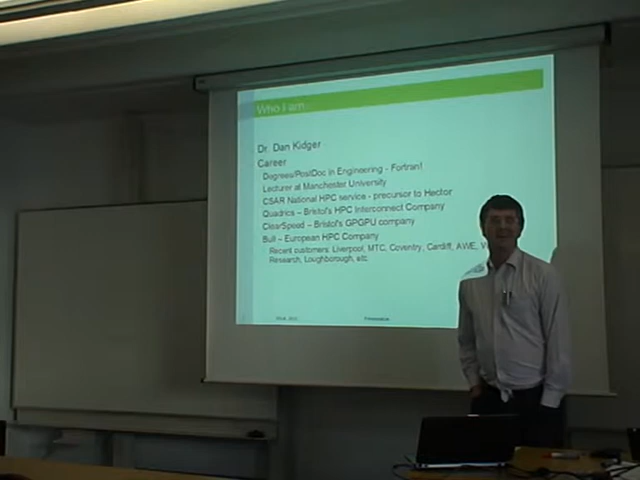 Who I am
Dr. Dan Kidger
Career
Degrees/PostDoc in Engineering - Fortran!
Lecturer at Manchester University
CSAR National HPC service - precursor to Hector
Quadrics – Bristol's HPC Interconnect Company
ClearSpeed – Bristol's GPGPU company
Bull – European HPC Company
Recent customers: Liverpool, MTC, Coventry, Cardiff, AWE,
Research, Loughborough, etc